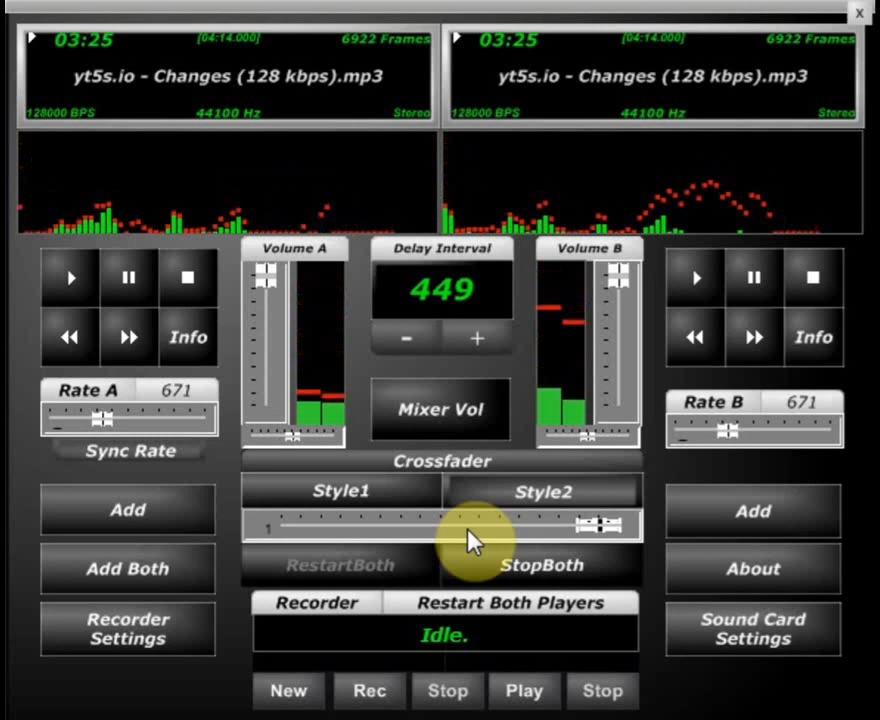 x
03:25 [04:14.000] 6922 Frames
yt5s.io - Changes (128 kbps).mp3
128000 BPS 44100 Hz Stereo
03:25 [04:14.000] 6922 Frames
yt5s.io - Changes (128 kbps).mp3
128000 BPS 44100 Hz Stereo
Volume A
Delay Interval
Volume B
449
- +
Info
Info
Rate A 671
Mixer Vol
Rate B 671
Sync Rate
Crossfader
Style1 Style2
1
Add
Add
RestartBoth StopBoth
Add Both
About
Recorder Restart Both Players
Recorder
Settings
Idle.
Sound Card
Settings
New Rec Stop Play Stop